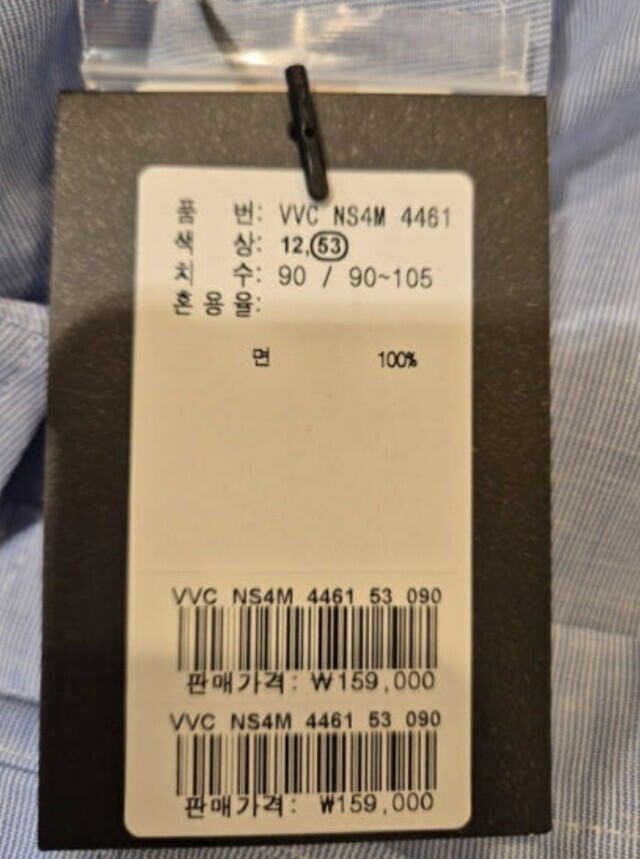 품 번: VVC NS4M 4461
색 상: 12,53
치 수: 90 / 90~105
혼용율:
면 100%
VVC NS4M 4461 53 090
판매가격: ₩159,000
VVC NS4M 4461 53 090
판매가격: ₩159,000